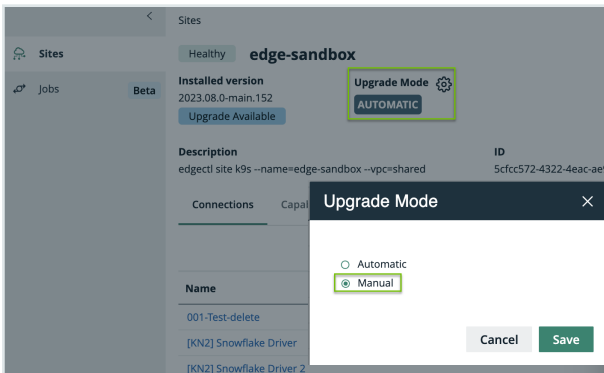 Sites
Sites
Jobs Beta
Healthy edge-sandbox
Installed version
2023.08.0-main.152
Upgrade Available
Upgrade Mode
AUTOMATIC
Description
edgectl site k9s --name=edge-sandbox --vpc=shared
ID
5cfcc572-4322-4eac-ae
Connections Capal
Name
001-Test-delete
[KN2] Snowflake Driver
[KN2] Snowflake Driver 2
Upgrade Mode
Automatic
Manual
Cancel Save